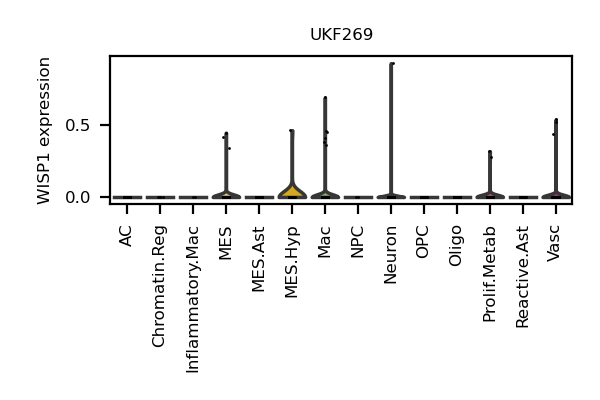 UKF269
WISP1 expression
0.5
0.0
AC
Chromatin.Reg
Inflammatory.Mac
MES
MES.Ast
MES.Hyp
Mac
NPC
Neuron
OPC
Oligo
Prolif.Metab
Reactive.Ast
Vasc